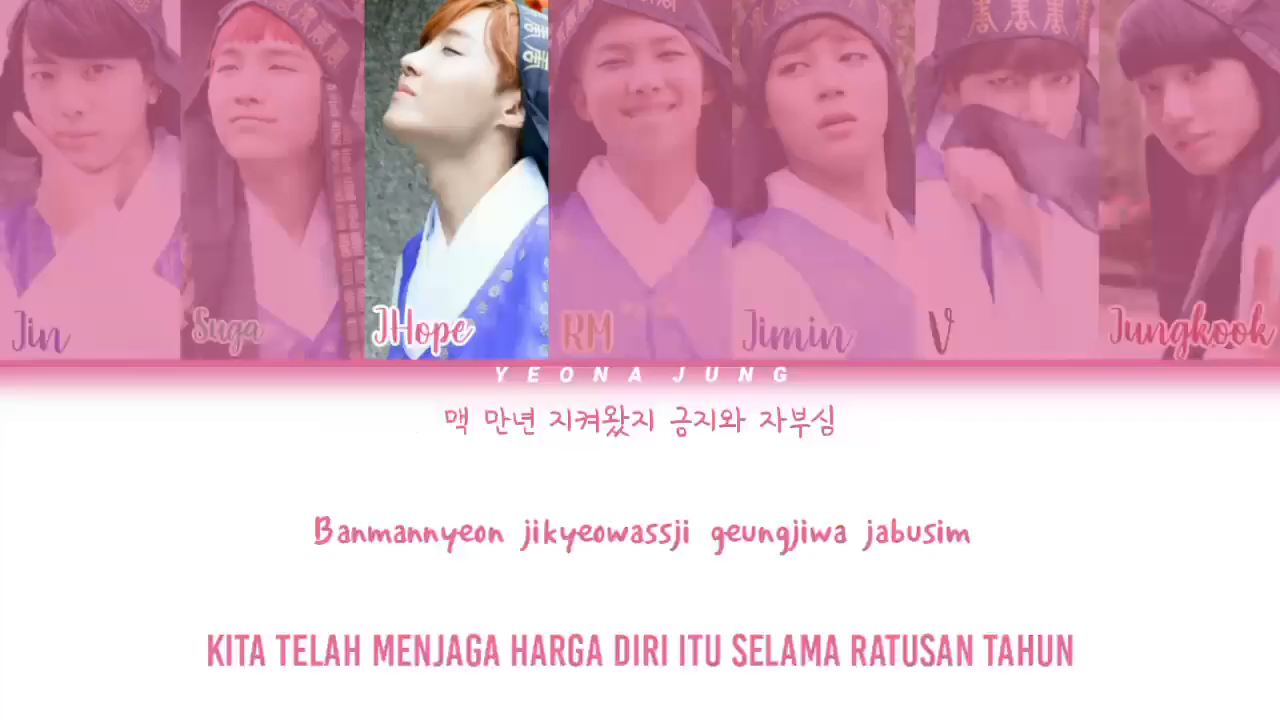 Jin Suga JHope RM Jimin V Jungkook
YEONA JUNG
맥 만년 지켜왔지 긍지와 자부심
Banmannyeon jikyeowassji geungjiwa jabusim
KITA TELAH MENJAGA HARGA DIRI ITU SELAMA RATUSAN TAHUN